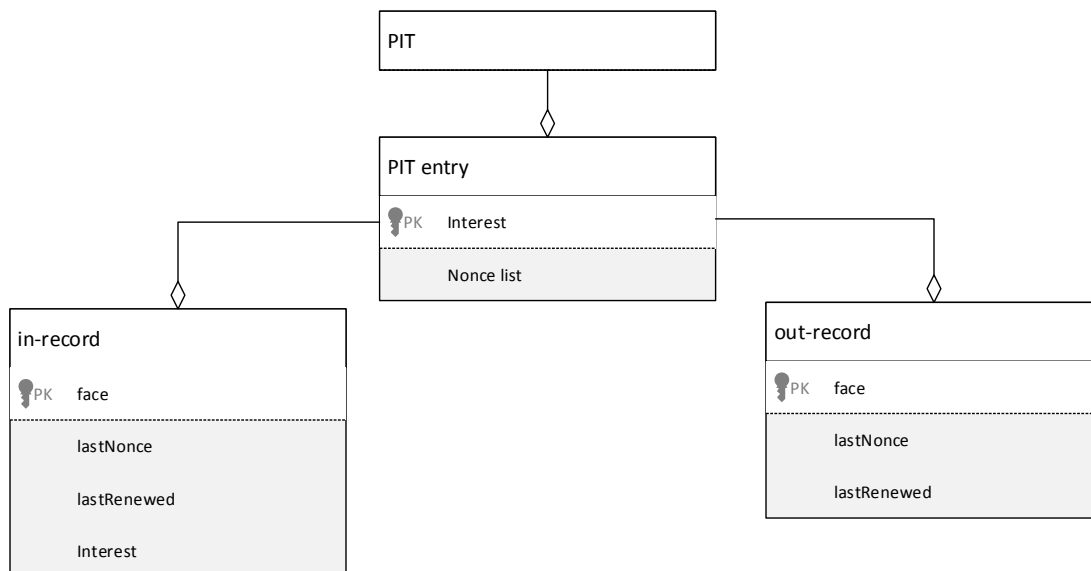 PIT
PIT entry
PK Interest
Nonce list
in-record
PK face
lastNonce
lastRenewed
Interest
out-record
PK face
lastNonce
lastRenewed